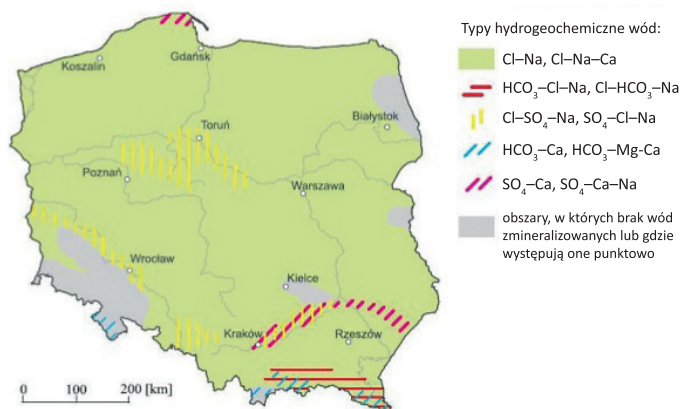 Typy hydrogeochemiczne wód:
Cl–Na, Cl–Na–Ca
HCO₃–Cl–Na, Cl–HCO₃–Na
Cl–SO₄–Na, SO₄–Cl–Na
HCO₃–Ca, HCO₃–Mg-Ca
SO₄–Ca, SO₄–Ca–Na
obszary, w których brak wód
zmineralizowanych lub gdzie
występują one punktowo
Koszalin
Gdańsk
Białystok
Toruń
Poznań
Warszawa
Wrocław
Kielce
Kraków
Rzeszów
0 100 200 [km]